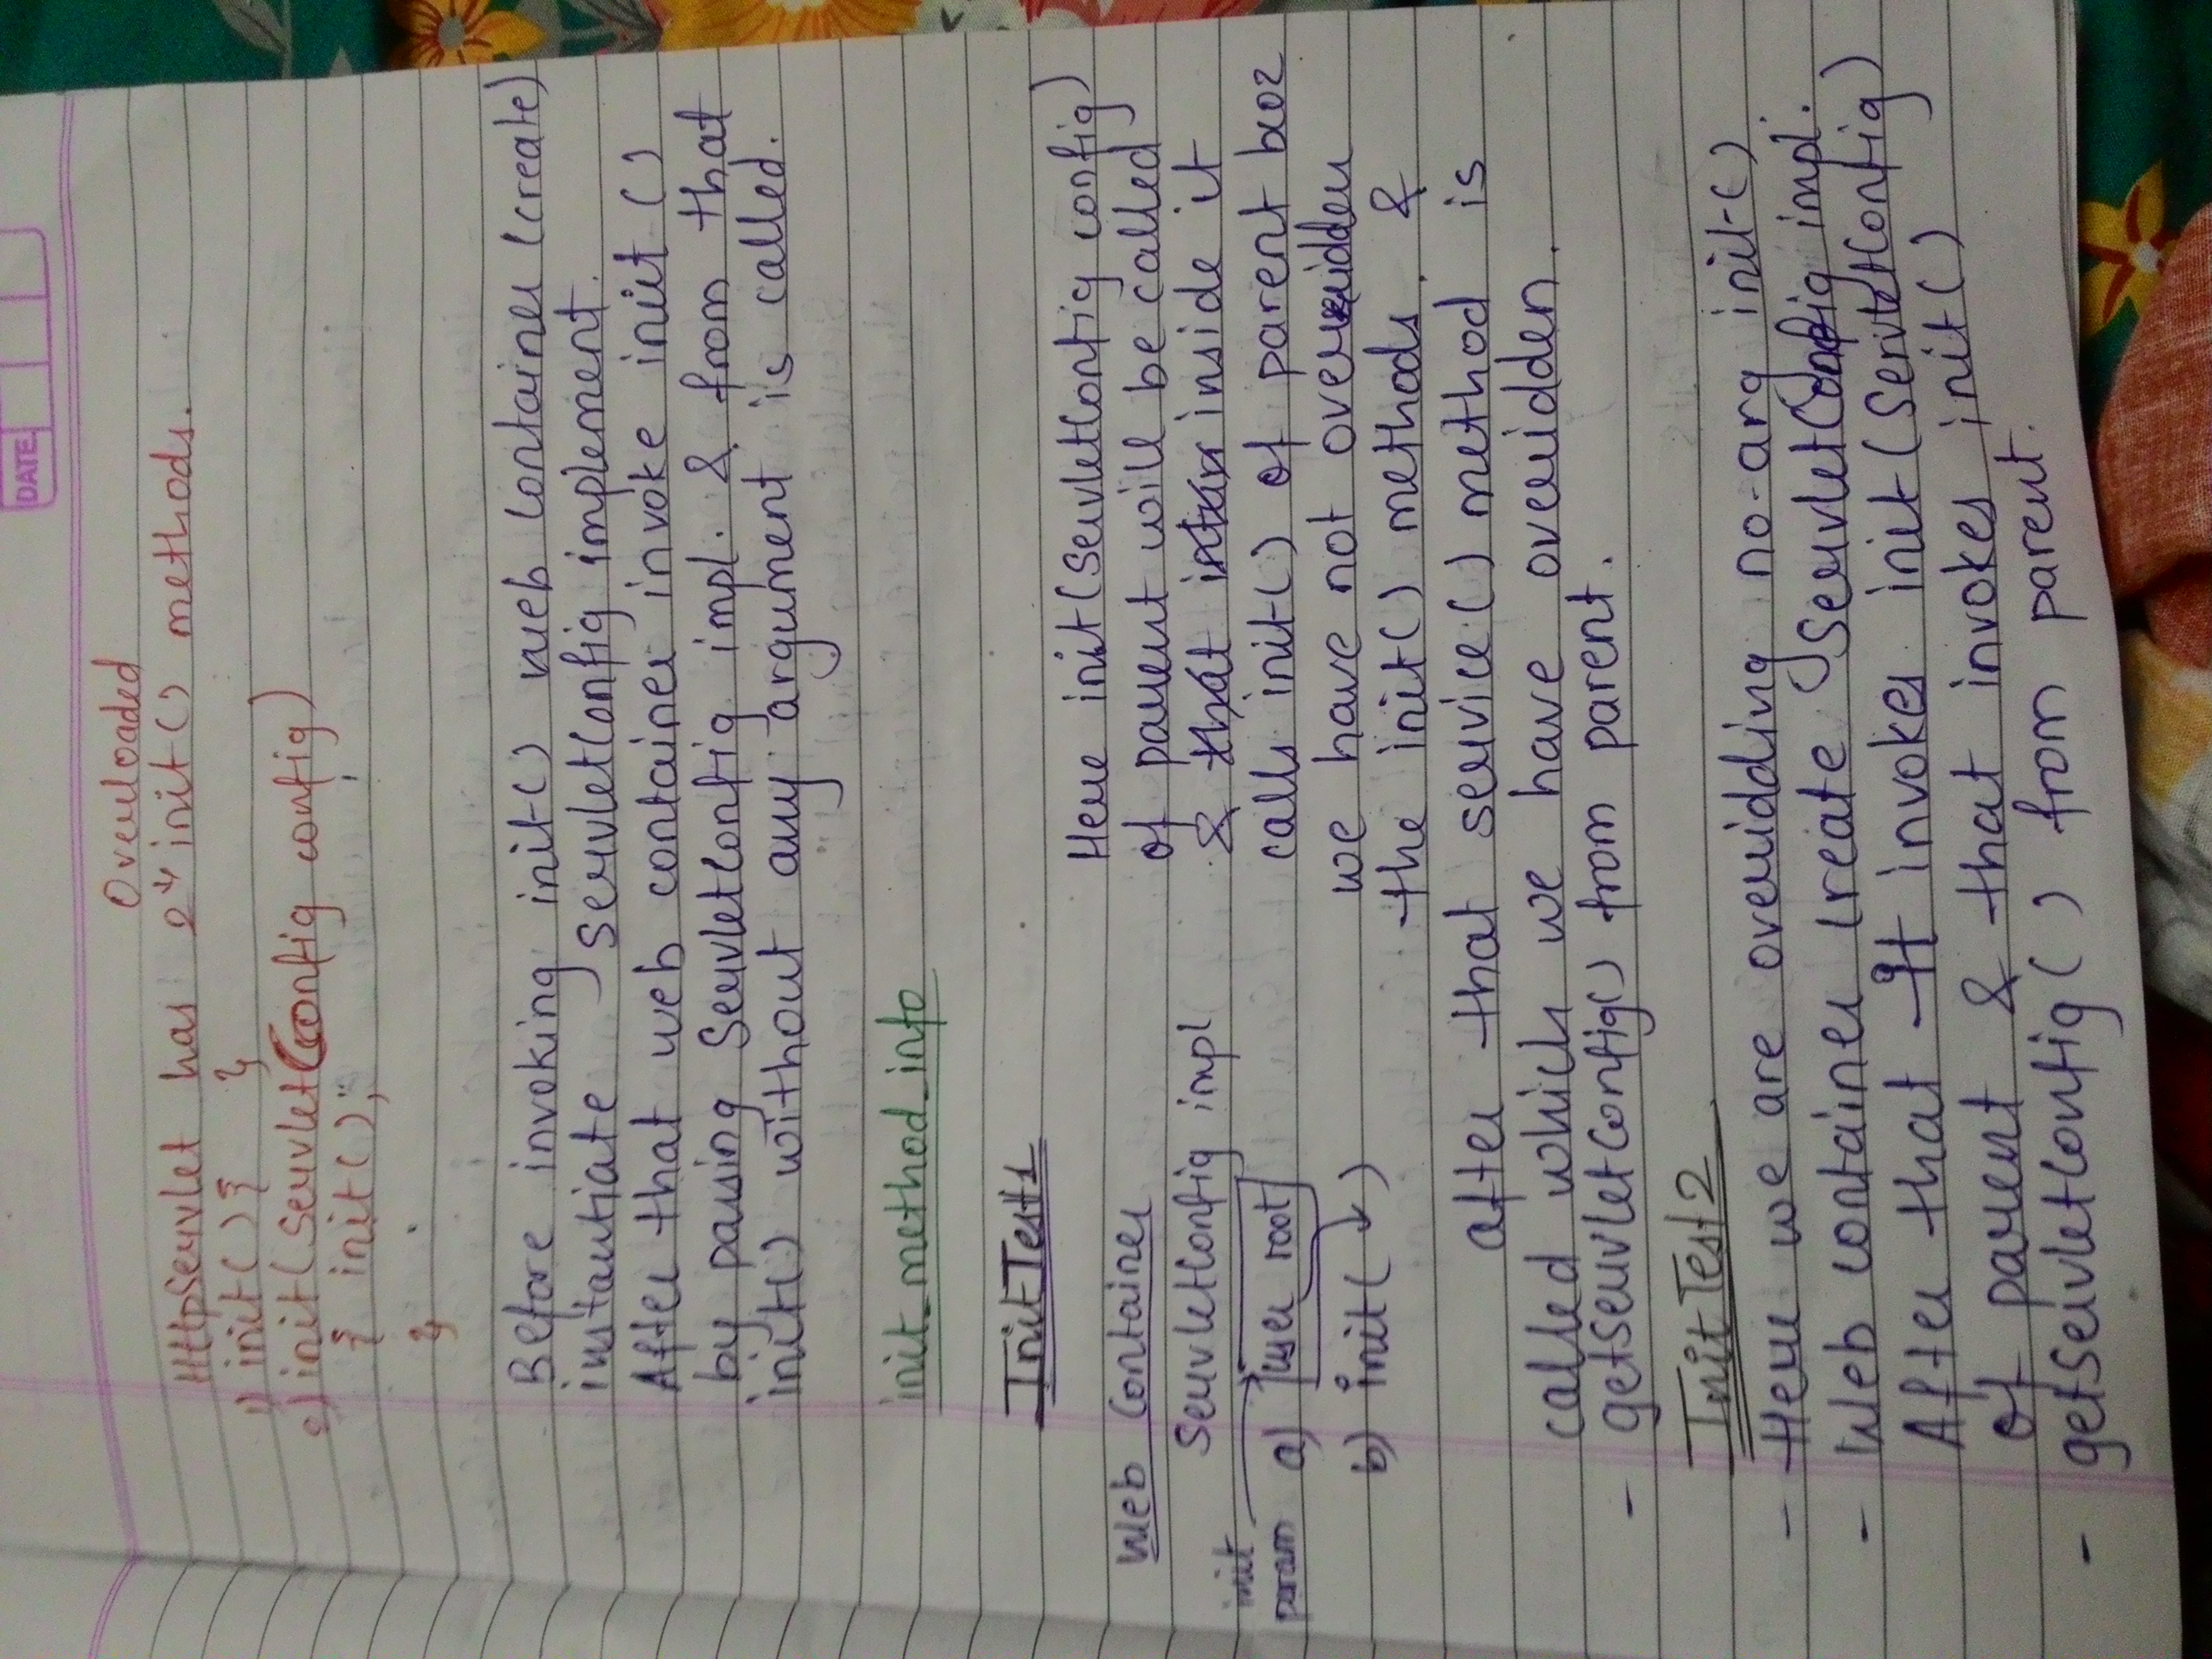 DATE
Overloaded
HttpServlet has 2 init() methods.
1) init() { }
2) init(ServletConfig config)
{ init();
}
Before invoking init() web container (create)
instantiate ServletConfig implement.
After that web container invoke init ()
by passing ServletConfig impl. & from that
init() without any argument is called.
init_method_info
InitTest1
Web Container
ServletConfig impl
init
param
a) user root
b) init( )
Here init(ServletConfig config)
of parent will be called
& that inside it
calls init() of parent bcoz
we have not overridden
the init() methods. &
after that service() method is
called which we have overridden.
- getServletConfig() from parent.
InitTest2
- Here we are overridding no-arg init().
- Web container create ServletConfig impl.
After that It invokes init(ServletConfig)
of parent & that invokes init()
- getServletConfig ( ) from parent.